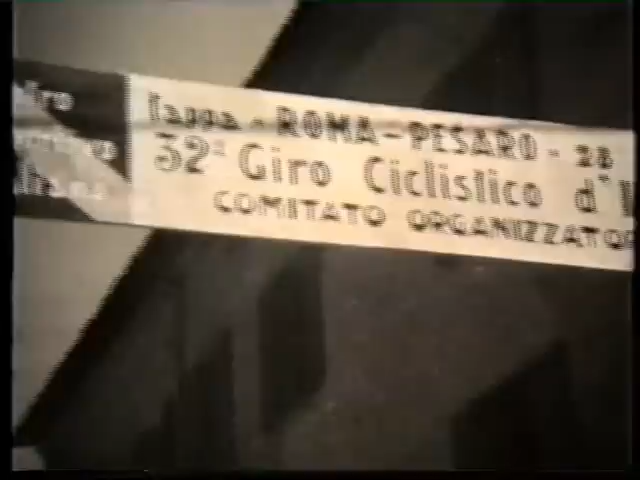 Tappa - ROMA - PESARO - 28
32ª Giro Ciclistico d'I
COMITATO ORGANIZZATO